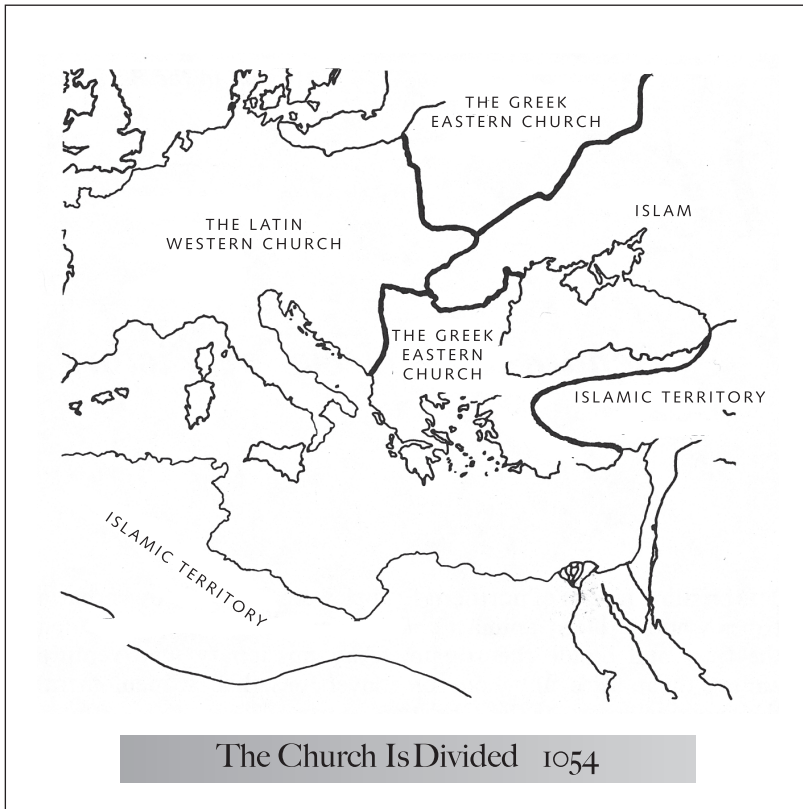 THE GREEK
EASTERN CHURCH
ISLAM
THE LATIN
WESTERN CHURCH
THE GREEK
EASTERN
CHURCH
ISLAMIC TERRITORY
ISLAMIC TERRITORY
The Church Is Divided 1054